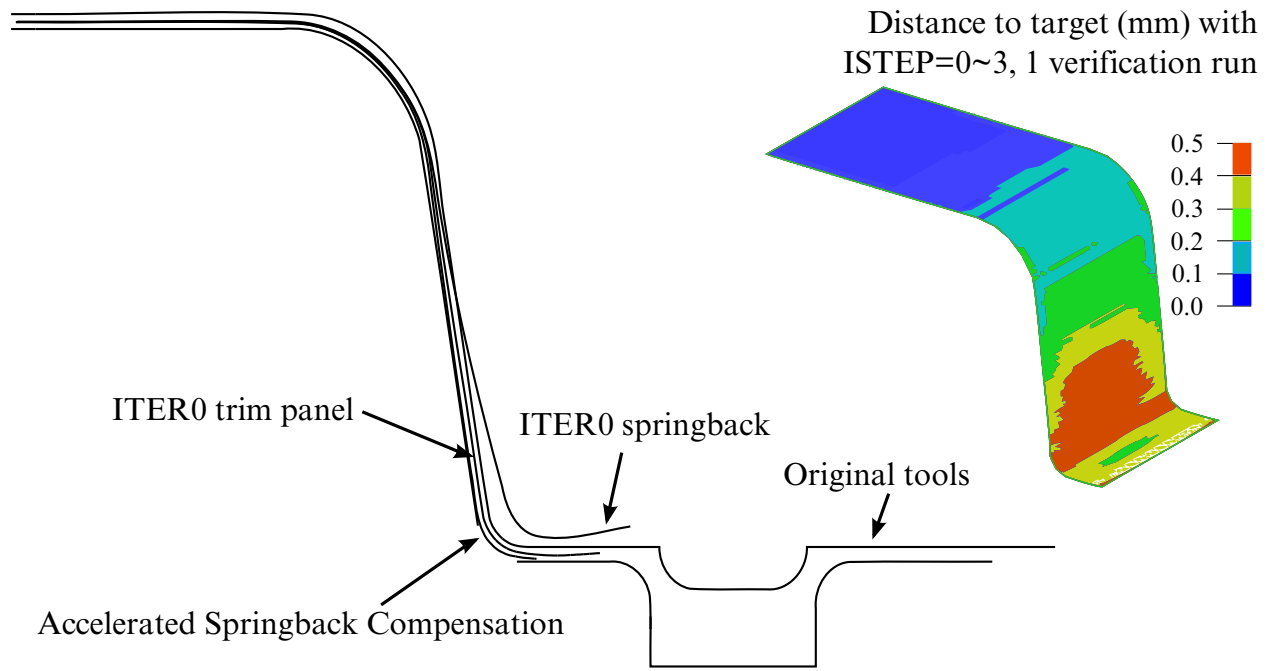 Distance to target (mm) with
ISTEP=0~3, 1 verification run
0.5
0.4
0.3
0.2
0.1
0.0
ITER0 trim panel
ITER0 springback
Original tools
Accelerated Springback Compensation